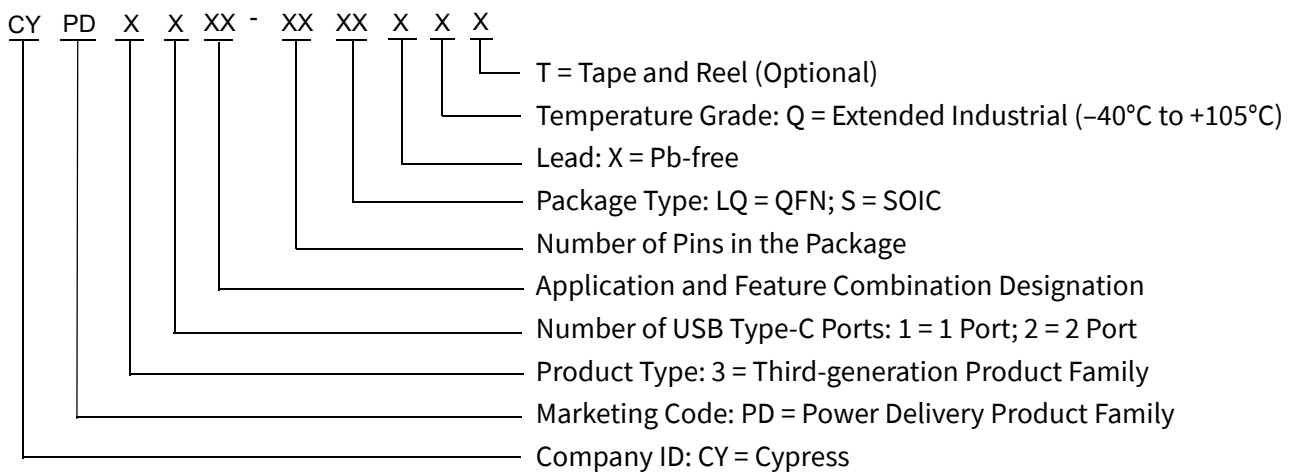 CY PD X X XX - XX XX X X X
T = Tape and Reel (Optional)
Temperature Grade: Q = Extended Industrial (–40°C to +105°C)
Lead: X = Pb-free
Package Type: LQ = QFN; S = SOIC
Number of Pins in the Package
Application and Feature Combination Designation
Number of USB Type-C Ports: 1 = 1 Port; 2 = 2 Port
Product Type: 3 = Third-generation Product Family
Marketing Code: PD = Power Delivery Product Family
Company ID: CY = Cypress